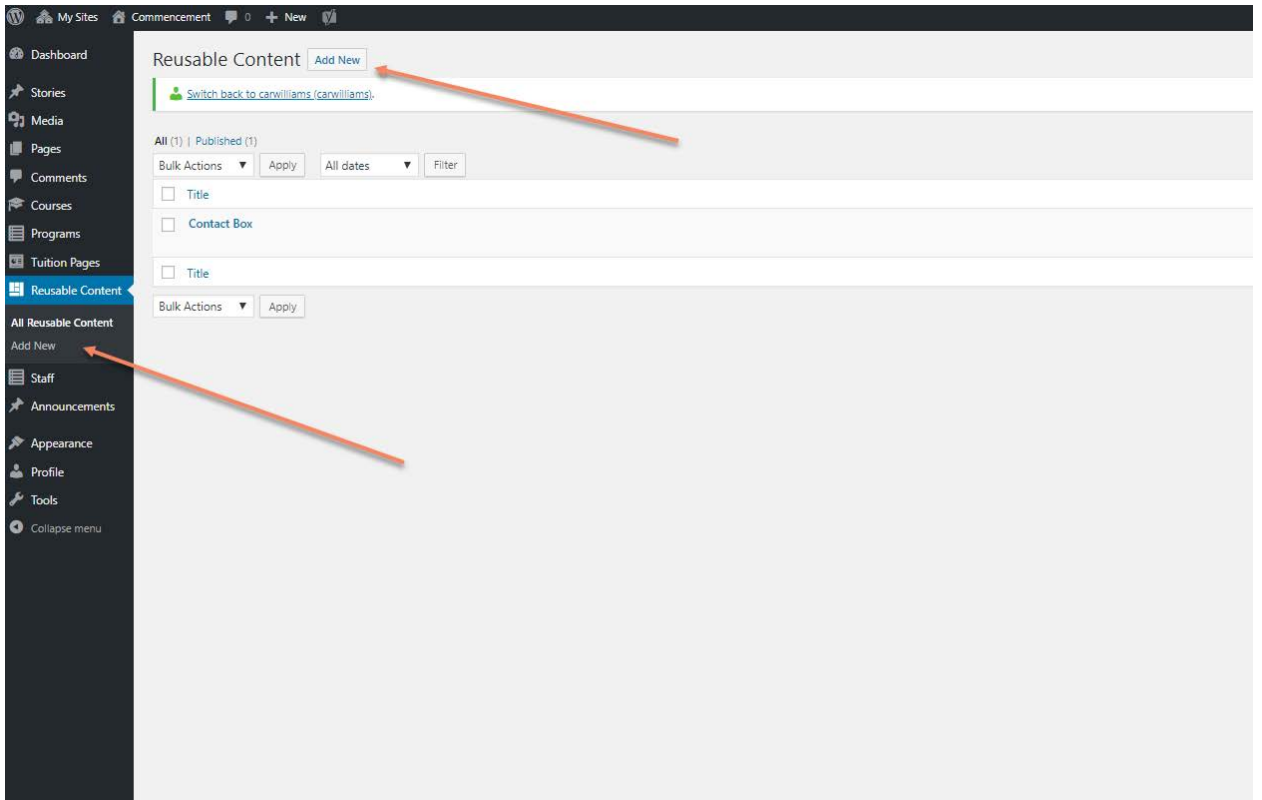 My Sites Commencement 0 + New
Dashboard
Stories
Media
Pages
Comments
Courses
Programs
Tuition Pages
Reusable Content
All Reusable Content
Add New
Staff
Announcements
Appearance
Profile
Tools
Collapse menu
Reusable Content Add New
Switch back to carwilliams (carwilliams).
All (1) | Published (1)
Bulk Actions Apply All dates Filter
Title
Contact Box
Title
Bulk Actions Apply